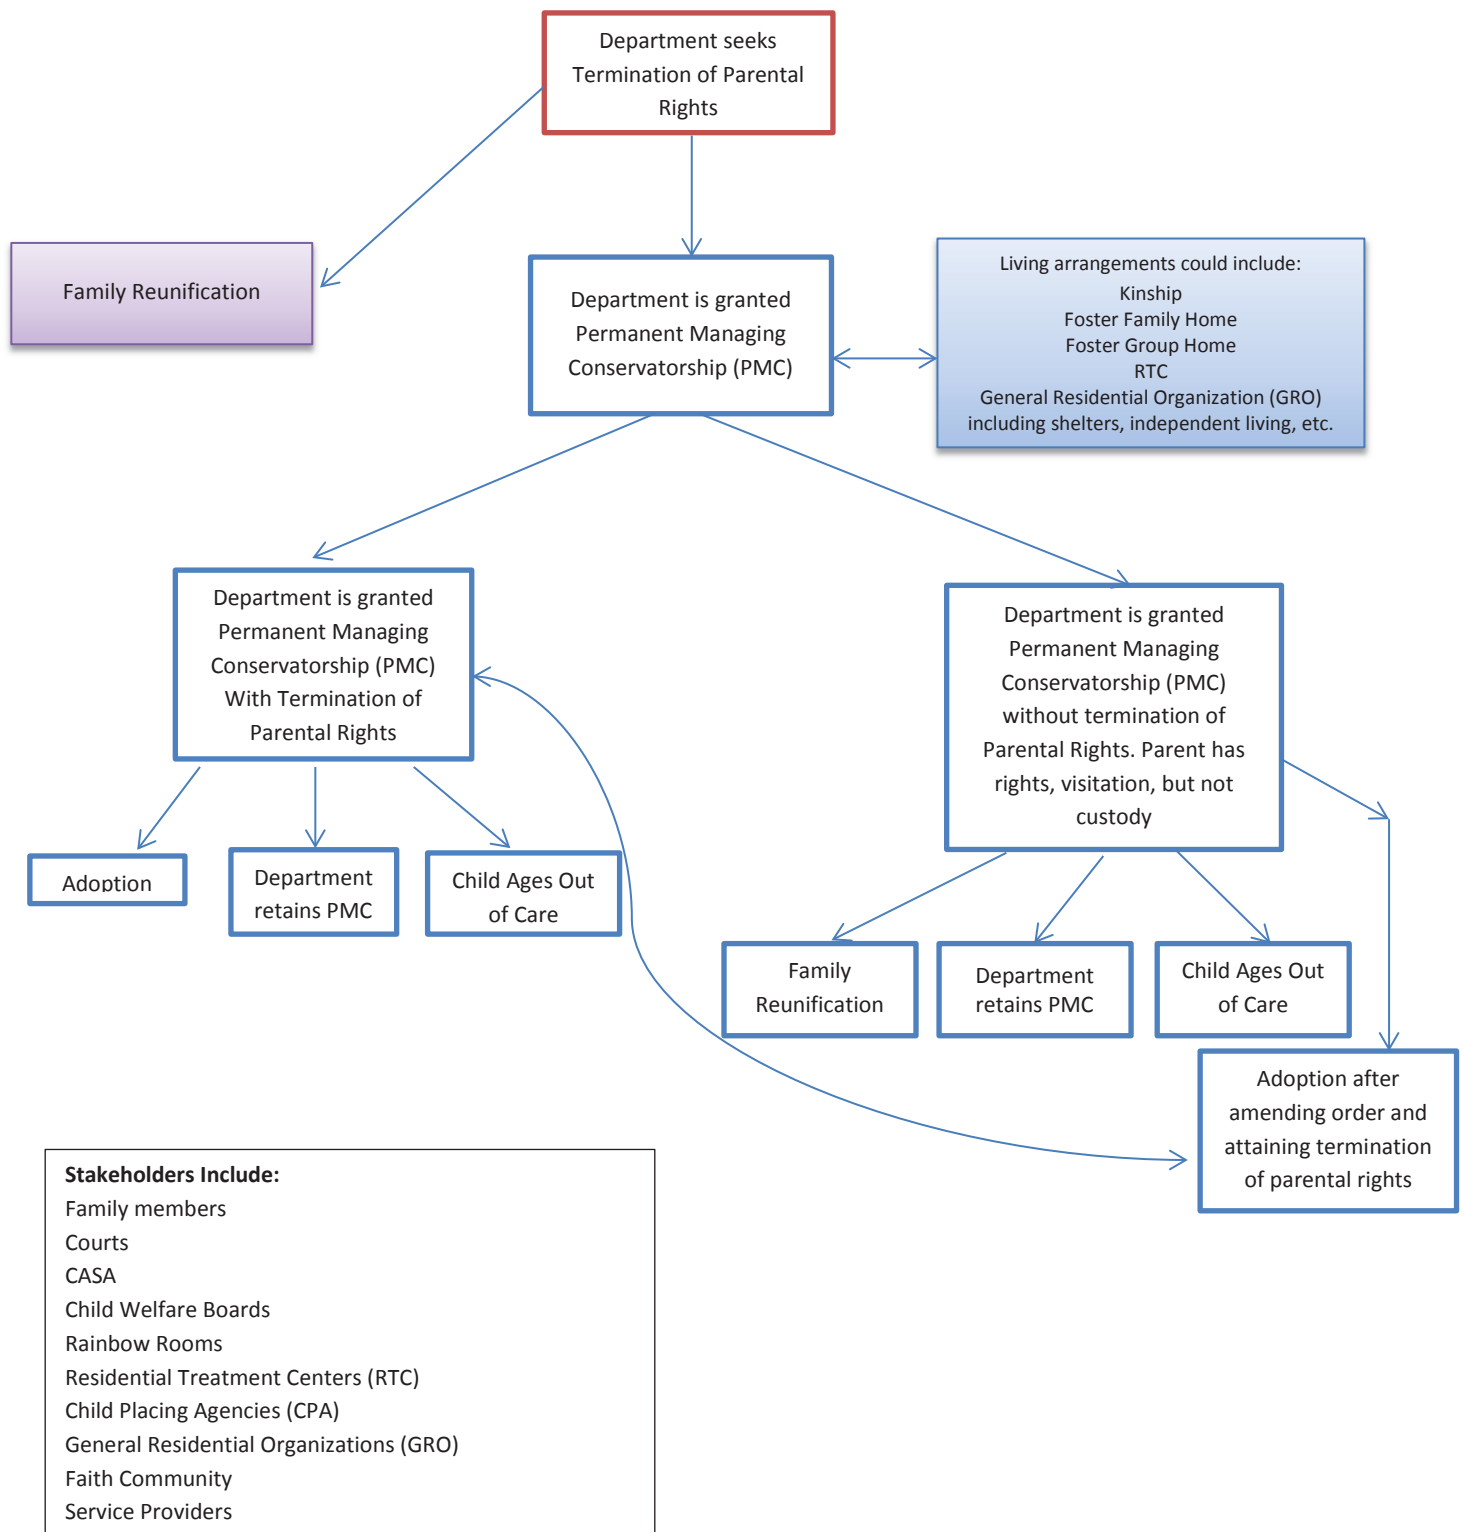 Department seeks
Termination of Parental
Rights
Family Reunification
Department is granted
Permanent Managing
Conservatorship (PMC)
Living arrangements could include:
Kinship
Foster Family Home
Foster Group Home
RTC
General Residential Organization (GRO)
including shelters, independent living, etc.
Department is granted
Permanent Managing
Conservatorship (PMC)
With Termination of
Parental Rights
Department is granted
Permanent Managing
Conservatorship (PMC)
without termination of
Parental Rights. Parent has
rights, visitation, but not
custody
Adoption
Department
retains PMC
Child Ages Out
of Care
Family
Reunification
Department
retains PMC
Child Ages Out
of Care
Adoption after
amending order and
attaining termination
of parental rights
Stakeholders Include:
Family members
Courts
CASA
Child Welfare Boards
Rainbow Rooms
Residential Treatment Centers (RTC)
Child Placing Agencies (CPA)
General Residential Organizations (GRO)
Faith Community
Service Providers